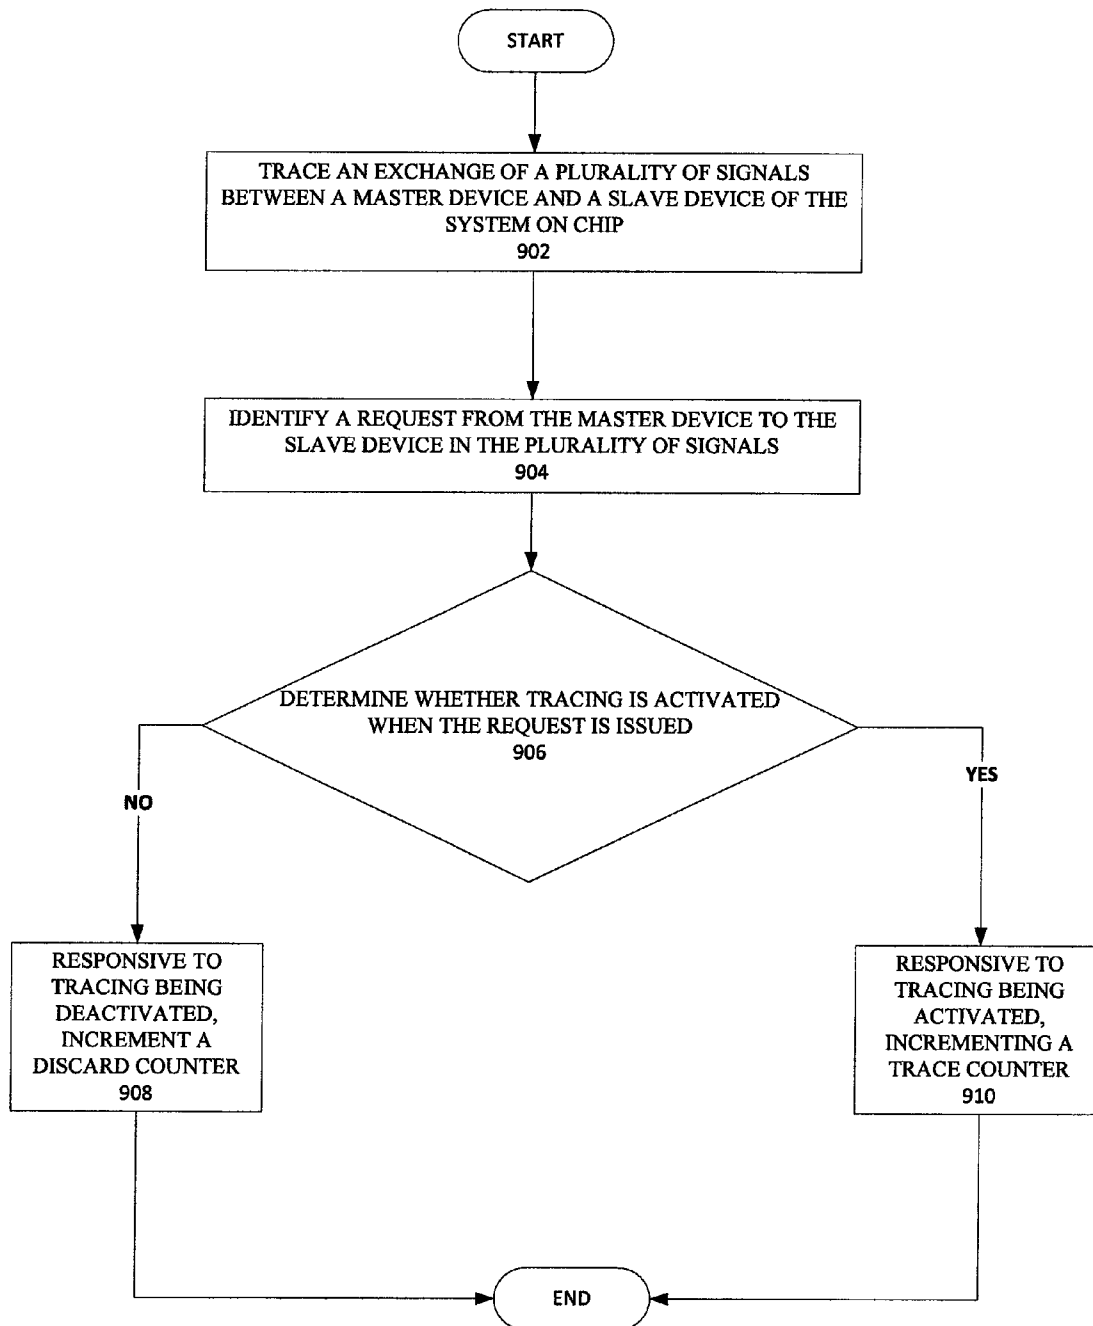 START
TRACE AN EXCHANGE OF A PLURALITY OF SIGNALS
BETWEEN A MASTER DEVICE AND A SLAVE DEVICE OF THE
SYSTEM ON CHIP
902
IDENTIFY A REQUEST FROM THE MASTER DEVICE TO THE
SLAVE DEVICE IN THE PLURALITY OF SIGNALS
904
DETERMINE WHETHER TRACING IS ACTIVATED
WHEN THE REQUEST IS ISSUED
906
NO
YES
RESPONSIVE TO
TRACING BEING
DEACTIVATED,
INCREMENT A
DISCARD COUNTER
908
RESPONSIVE TO
TRACING BEING
ACTIVATED,
INCREMENTING A
TRACE COUNTER
910
END